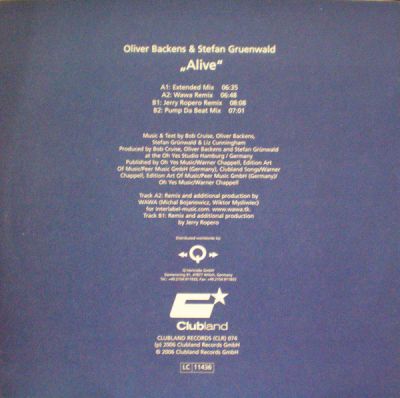 Oliver Backens & Stefan Gruenwald
„Alive“
A1: Extended Mix 06:35
A2: Wawa Remix 06:48
B1: Jerry Ropero Remix 08:08
B2: Pump Da Beat Mix 07:01
Music & Text by Bob Cruise, Oliver Backens,
Stefan Grünwald & Liz Cunningham
Produced by Bob Cruise, Oliver Backens and Stefan Grünwald
at the Oh Yes Studio Hamburg / Germany
Published by Oh Yes Music/Warner Chappell, Edition Art
Of Music/Peer Music GmbH (Germany), Clubland Songs/Warner
Chappell, Edition Art Of Music/Peer Music GmbH (Germany)/
Oh Yes Music/Warner Chappell
Track A2: Remix and additional production by
WAWA (Michal Bojanowicz, Wiktor Mysliwier)
for interlabel-music.com www.wawa.tk.
Track B1: Remix and additional production
by Jerry Ropero
Distributed worldwide by
Q
Germany
Clubland
CLUBLAND RECORDS (CLR) 074
(p) 2006 Clubland Records GmbH
© 2006 Clubland Records GmbH
LC 11436